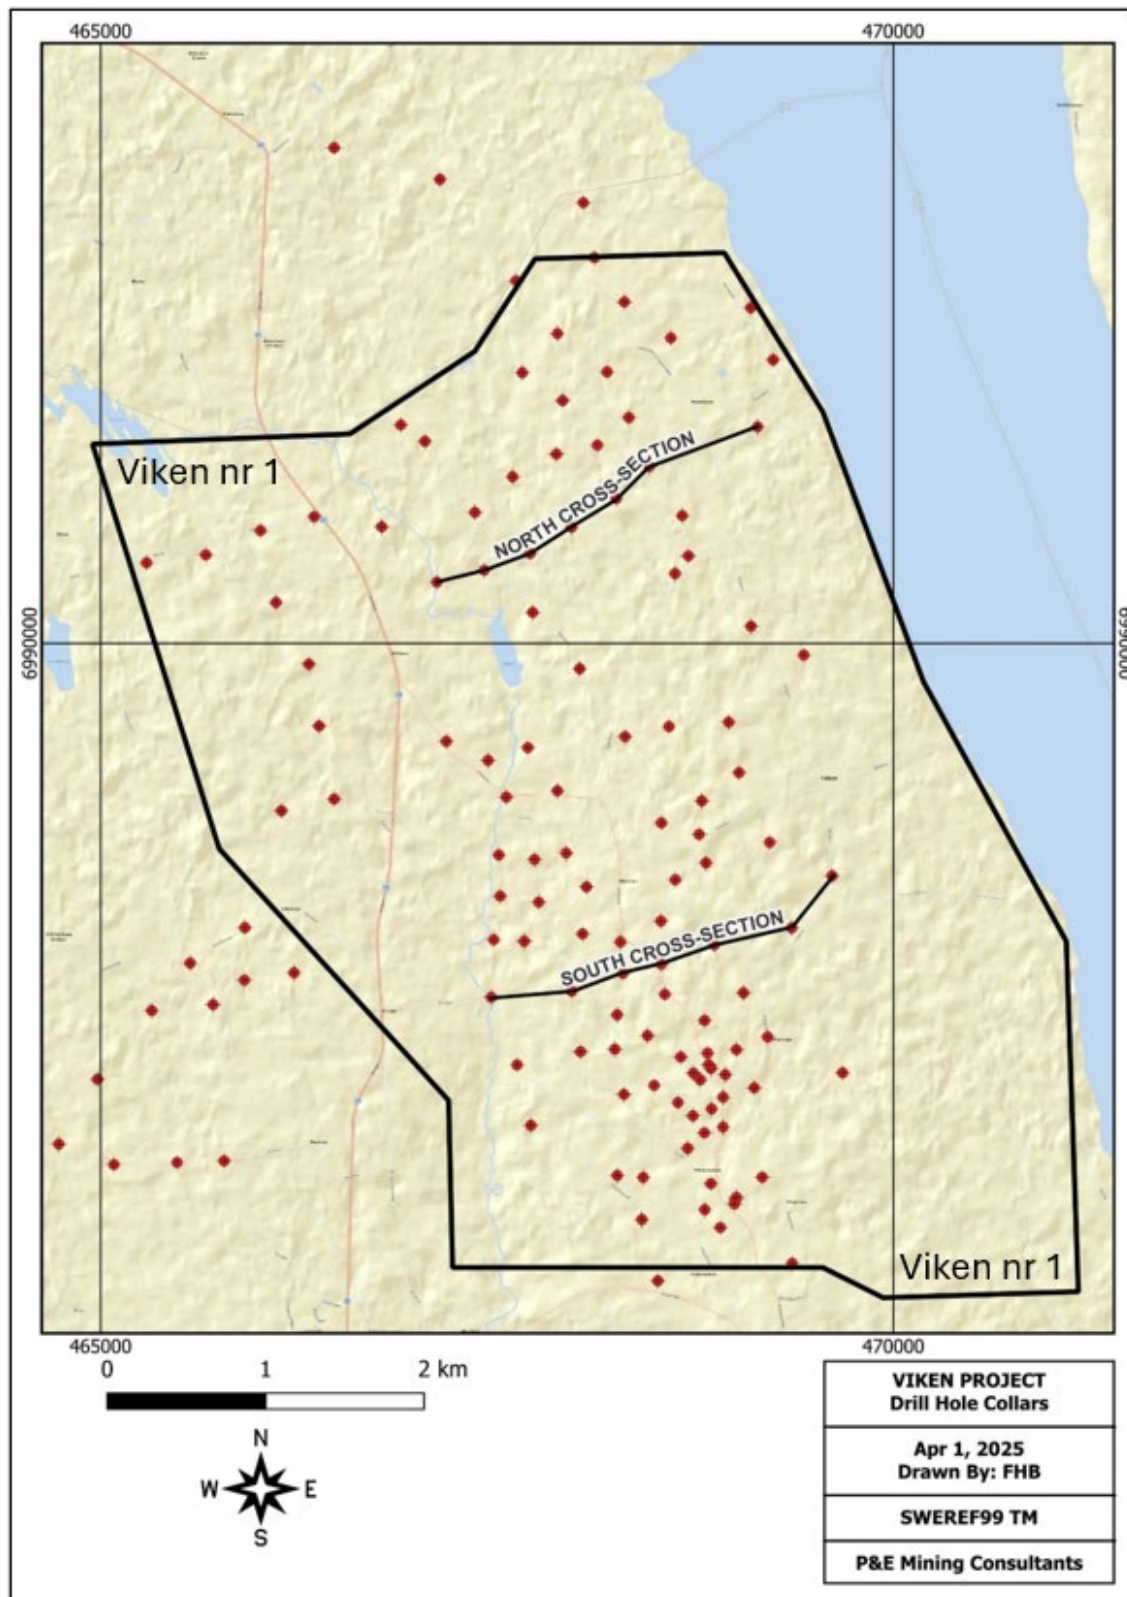 465000
470000
Viken nr 1
NORTH CROSS-SECTION
6990000
6990000
SOUTH CROSS-SECTION
Viken nr 1
465000
470000
0 1 2 km
N
W E
S
VIKEN PROJECT
Drill Hole Collars
Apr 1, 2025
Drawn By: FHB
SWEREF99 TM
P&E Mining Consultants